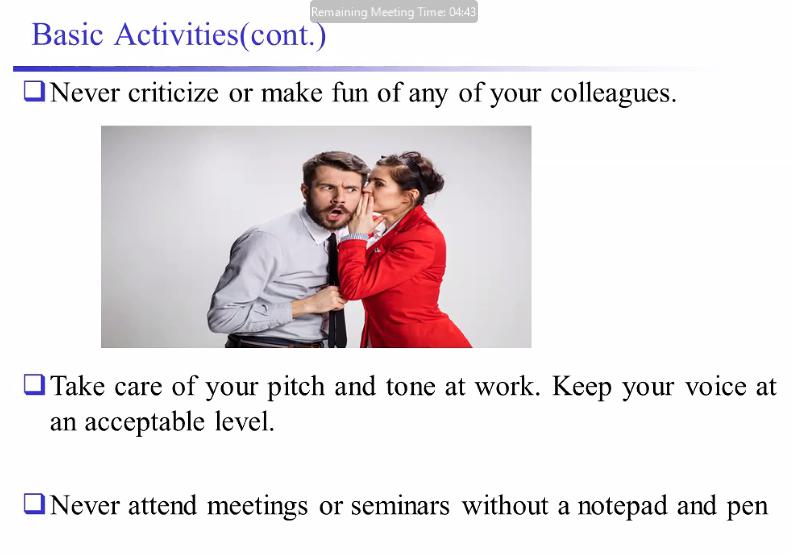 Remaining Meeting Time: 04:43
Basic Activities(cont.)
Never criticize or make fun of any of your colleagues.
Take care of your pitch and tone at work. Keep your voice at
an acceptable level.
Never attend meetings or seminars without a notepad and pen